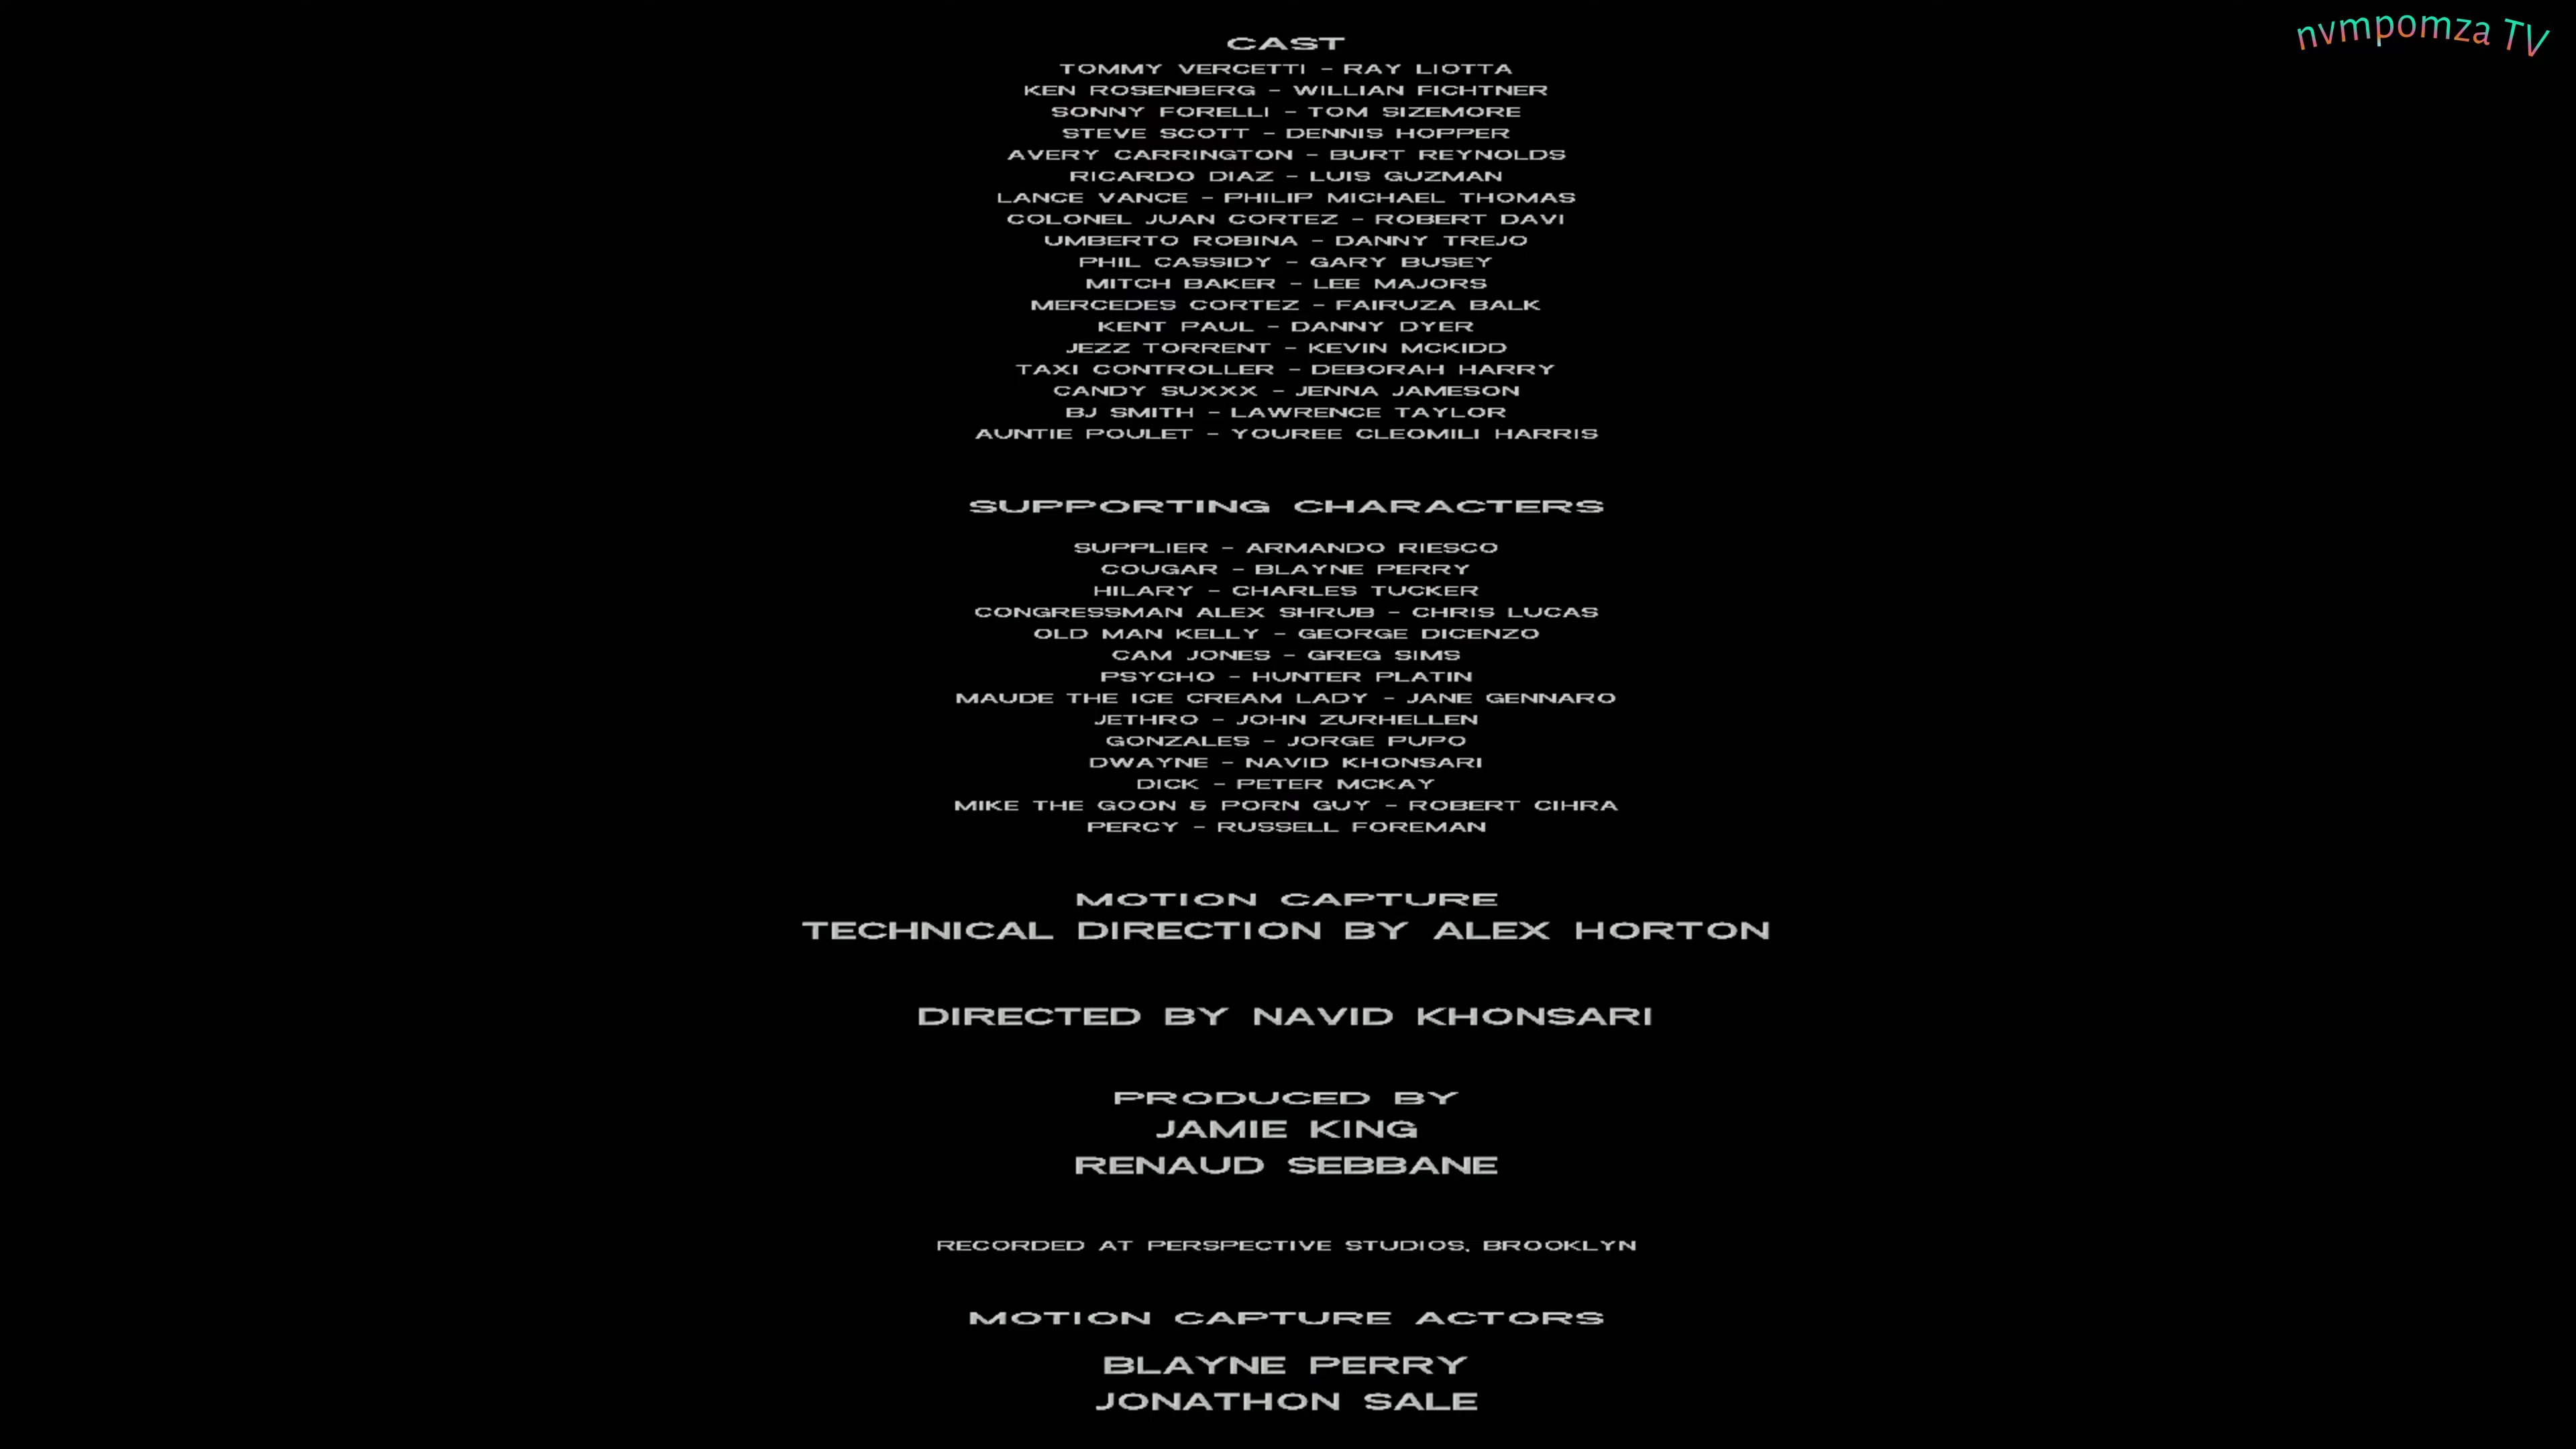 nvmpomza TV
CAST
TOMMY VERCETTI - RAY LIOTTA
KEN ROSENBERG - WILLIAN FICHTNER
SONNY FORELLI - TOM SIZEMORE
STEVE SCOTT - DENNIS HOPPER
AVERY CARRINGTON - BURT REYNOLDS
RICARDO DIAZ - LUIS GUZMAN
LANCE VANCE - PHILIP MICHAEL THOMAS
COLONEL JUAN CORTEZ - ROBERT DAVI
UMBERTO ROBINA - DANNY TREJO
PHIL CASSIDY - GARY BUSEY
MITCH BAKER - LEE MAJORS
MERCEDES CORTEZ - FAIRUZA BALK
KENT PAUL - DANNY DYER
JEZZ TORRENT - KEVIN MCKIDD
TAXI CONTROLLER - DEBORAH HARRY
CANDY SUXXX - JENNA JAMESON
BJ SMITH - LAWRENCE TAYLOR
AUNTIE POULET - YOUREE CLEOMILI HARRIS
SUPPORTING CHARACTERS
SUPPLIER - ARMANDO RIESCO
COUGAR - BLAYNE PERRY
HILARY - CHARLES TUCKER
CONGRESSMAN ALEX SHRUB - CHRIS LUCAS
OLD MAN KELLY - GEORGE DICENZO
CAM JONES - GREG SIMS
PSYCHO - HUNTER PLATIN
MAUDE THE ICE CREAM LADY - JANE GENNARO
JETHRO - JOHN ZURHELLEN
GONZALES - JORGE PUPO
DWAYNE - NAVID KHONSARI
DICK - PETER MCKAY
MIKE THE GOON & PORN GUY - ROBERT CIHRA
PERCY - RUSSELL FOREMAN
MOTION CAPTURE
TECHNICAL DIRECTION BY ALEX HORTON
DIRECTED BY NAVID KHONSARI
PRODUCED BY
JAMIE KING
RENAUD SEBBANE
RECORDED AT PERSPECTIVE STUDIOS, BROOKLYN
MOTION CAPTURE ACTORS
BLAYNE PERRY
JONATHON SALE